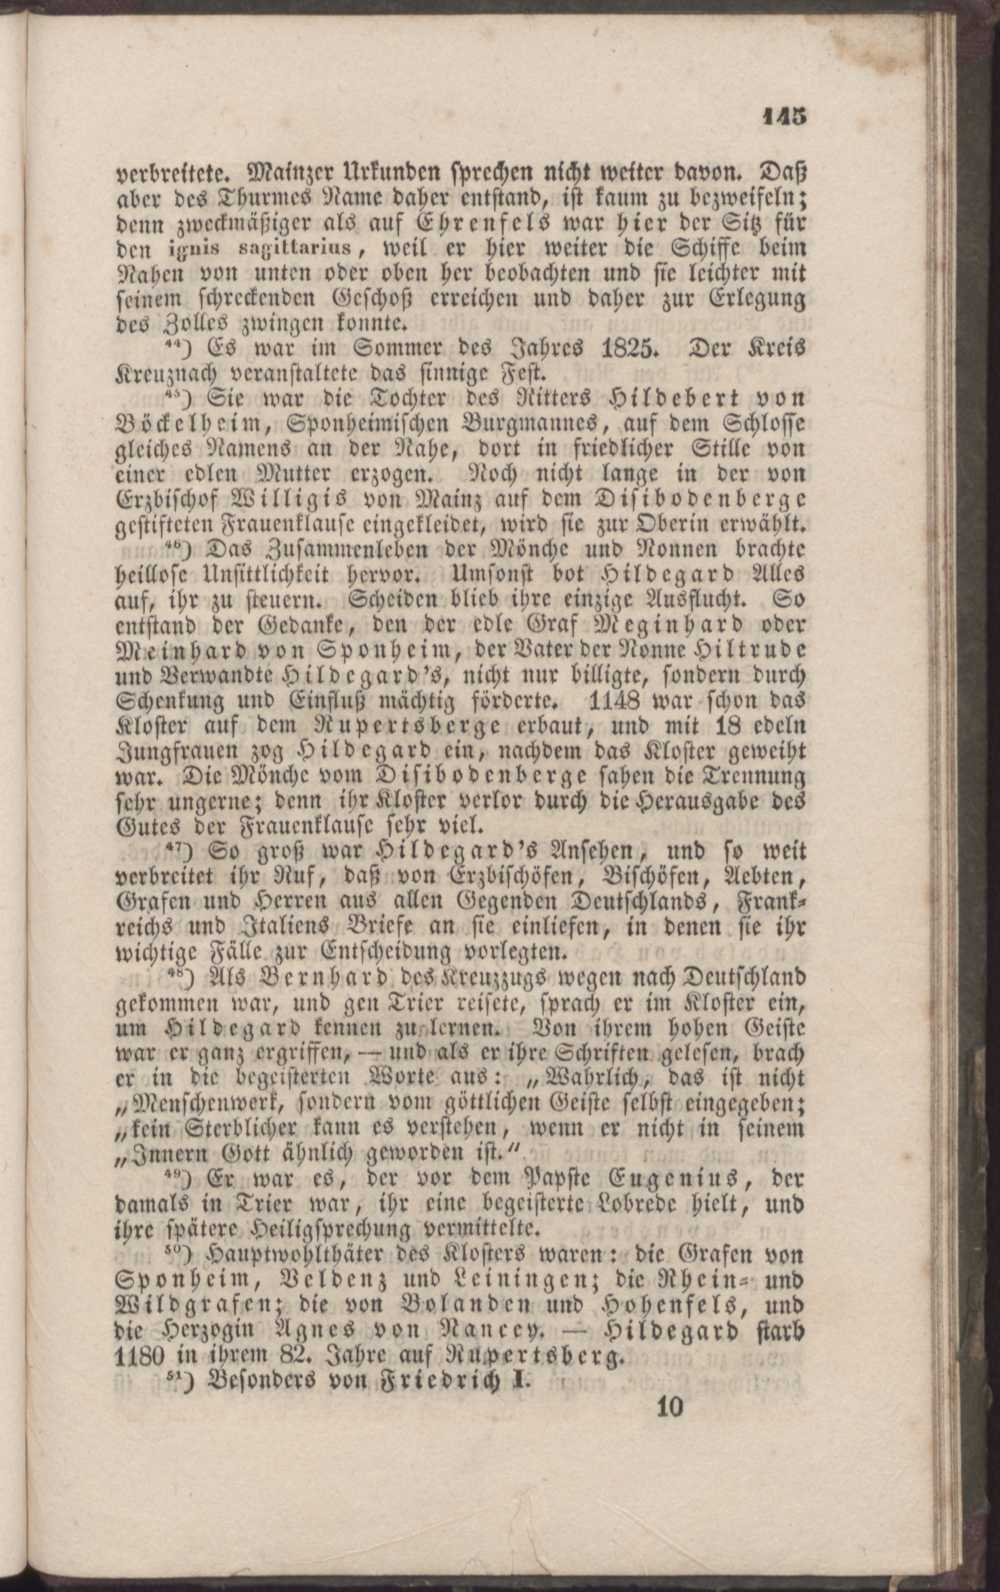 145
verbreitete. Mainzer Urkunden sprechen nicht weiter davon. Daß
aber des Thurmes Name daher entstand, ist kaum zu bezweifeln;
denn zweckmäßiger als auf Ehrenfels war hier der Sitz für
den ignis sagittarius, weil er hier weiter die Schiffe beim
Nahen von unten oder oben her beobachten und sie leichter mit
seinem schreckenden Geschoß erreichen und daher zur Erlegung
des Zolles zwingen konnte.
⁴⁴) Es war im Sommer des Jahres 1825. Der Kreis
Kreuznach veranstaltete das sinnige Fest.
⁴⁵) Sie war die Tochter des Ritters Hildebert von
Böckelheim, Sponheimischen Burgmannes, auf dem Schlosse
gleiches Namens an der Nahe, dort in friedlicher Stille von
einer edlen Mutter erzogen. Noch nicht lange in der von
Erzbischof Willigis von Mainz auf dem Disibodenberge
gestifteten Frauenklause eingekleidet, wird sie zur Oberin erwählt.
⁴⁶) Das Zusammenleben der Mönche und Nonnen brachte
heillose Unsittlichkeit hervor. Umsonst bot Hildegard Alles
auf, ihr zu steuern. Scheiden blieb ihre einzige Ausflucht. So
entstand der Gedanke, den der edle Graf Meginhard oder
Meinhard von Sponheim, der Vater der Nonne Hiltrude
und Verwandte Hildegard's, nicht nur billigte, sondern durch
Schenkung und Einfluß mächtig förderte. 1148 war schon das
Kloster auf dem Rupertsberge erbaut, und mit 18 edeln
Jungfrauen zog Hildegard ein, nachdem das Kloster geweiht
war. Die Mönche vom Disibodenberge sahen die Trennung
sehr ungerne; denn ihr Kloster verlor durch die Herausgabe des
Gutes der Frauenklause sehr viel.
⁴⁷) So groß war Hildegard's Ansehen, und so weit
verbreitet ihr Ruf, daß von Erzbischöfen, Bischöfen, Aebten,
Grafen und Herren aus allen Gegenden Deutschlands, Frank-
reichs und Italiens Briefe an sie einliefen, in denen sie ihr
wichtige Fälle zur Entscheidung vorlegten.
⁴⁸) Als Bernhard des Kreuzzugs wegen nach Deutschland
gekommen war, und gen Trier reisete, sprach er im Kloster ein,
um Hildegard kennen zu lernen. Von ihrem hohen Geiste
war er ganz ergriffen, — und als er ihre Schriften gelesen, brach
er in die begeisterten Worte aus: „Wahrlich, das ist nicht
„Menschenwerk, sondern vom göttlichen Geiste selbst eingegeben;
„kein Sterblicher kann es verstehen, wenn er nicht in seinem
„Innern Gott ähnlich geworden ist."
⁴⁹) Er war es, der vor dem Papste Eugenius, der
damals in Trier war, ihr eine begeisterte Lobrede hielt, und
ihre spätere Heiligsprechung vermittelte.
⁵⁰) Hauptwohlthäter des Klosters waren: die Grafen von
Sponheim, Veldenz und Leiningen; die Rhein- und
Wildgrafen; die von Bolanden und Hohenfels, und
die Herzogin Agnes von Nancey. — Hildegard starb
1180 in ihrem 82. Jahre auf Rupertsberg.
⁵¹) Besonders von Friedrich I.
10